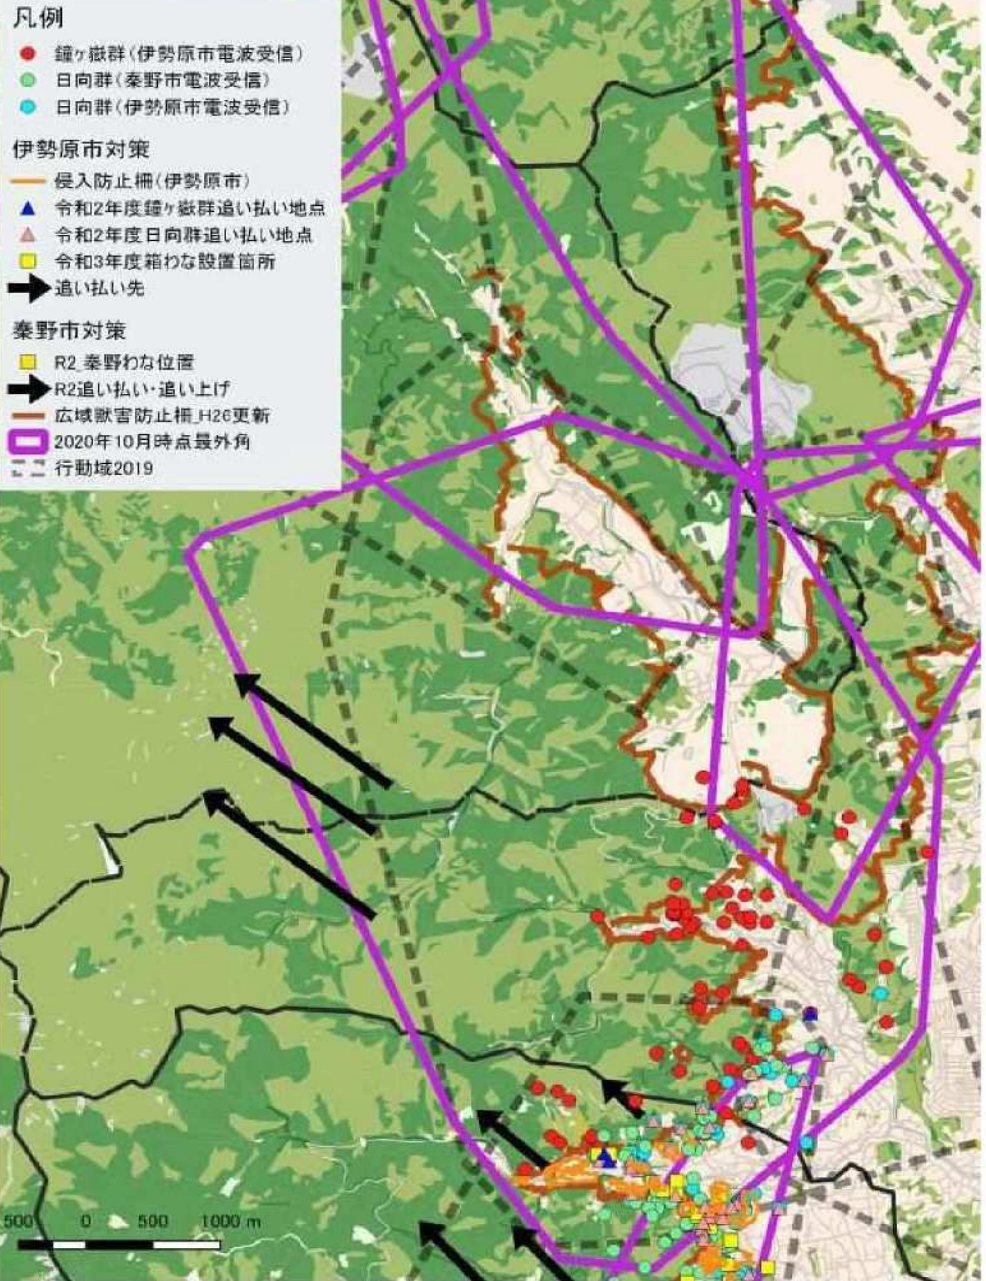 凡例
鐘ヶ嶽群(伊勢原市電波受信)
日向群(秦野市電波受信)
日向群(伊勢原市電波受信)
伊勢原市対策
侵入防止柵(伊勢原市)
令和2年度鐘ヶ嶽群追い払い地点
令和2年度日向群追い払い地点
令和3年度箱わな設置箇所
追い払い先
秦野市対策
R2_秦野わな位置
R2追い払い・追い上げ
広域獣害防止柵_H26更新
2020年10月時点最外角
行動域2019
500 0 500 1000 m